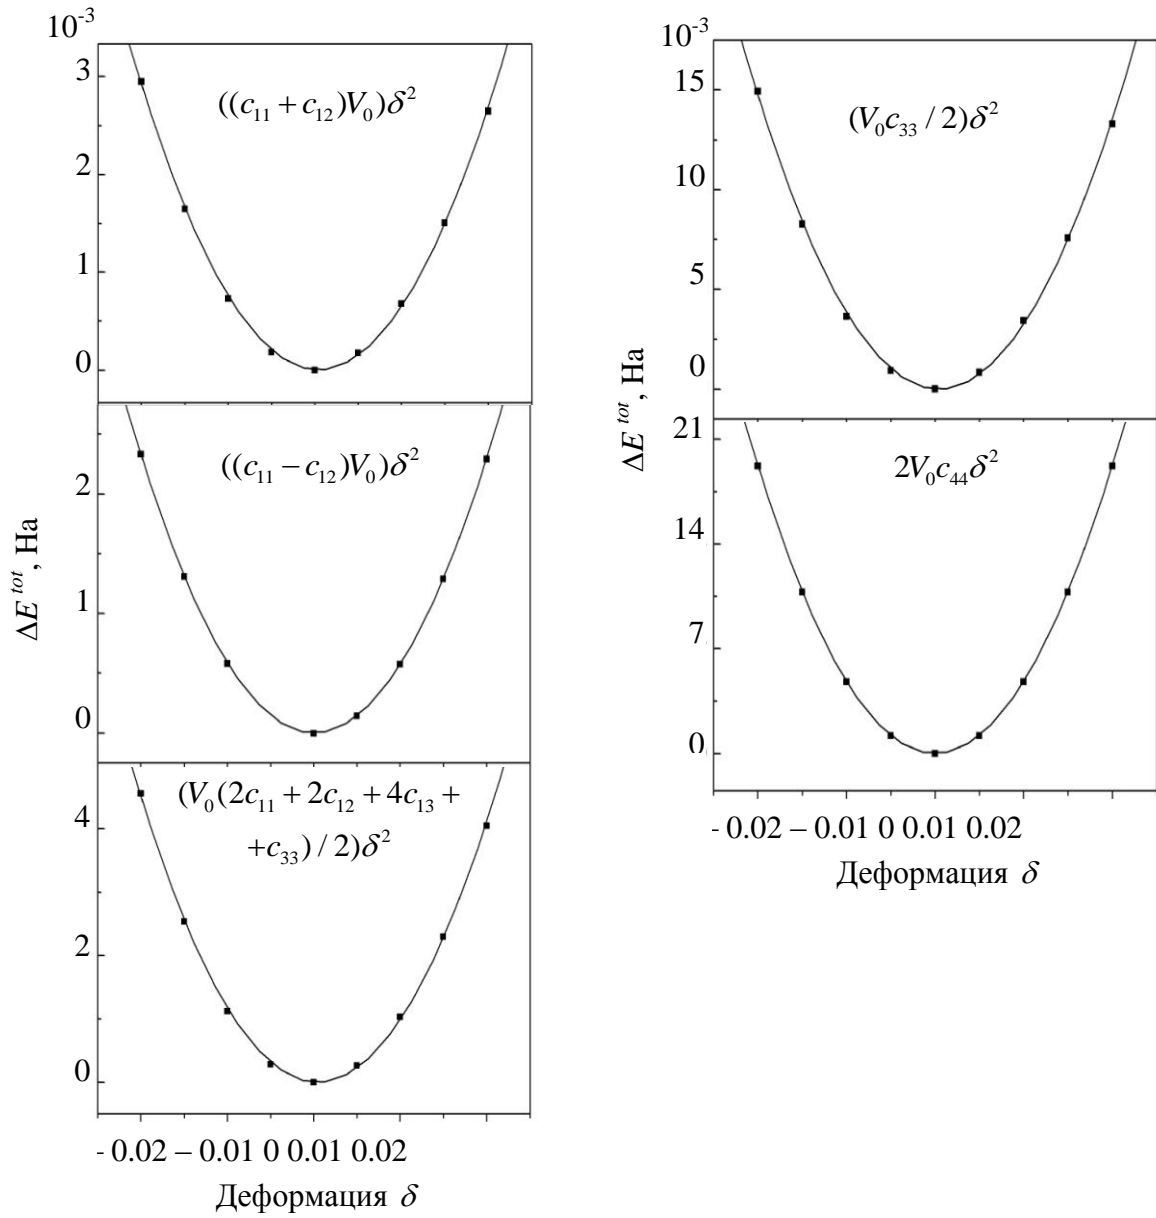 10⁻³
3
((c₁₁ + c₁₂)V₀)δ²
2
1
0
((c₁₁ − c₁₂)V₀)δ²
2
1
0
ΔE^tot, Ha
(V₀(2c₁₁ + 2c₁₂ + 4c₁₃ +
+c₃₃) / 2)δ²
4
2
0
- 0.02 – 0.01 0 0.01 0.02
Деформация δ
10⁻³
15
(V₀c₃₃ / 2)δ²
10
5
0
ΔE^tot, Ha
21
2V₀c₄₄δ²
14
7
0
- 0.02 – 0.01 0 0.01 0.02
Деформация δ